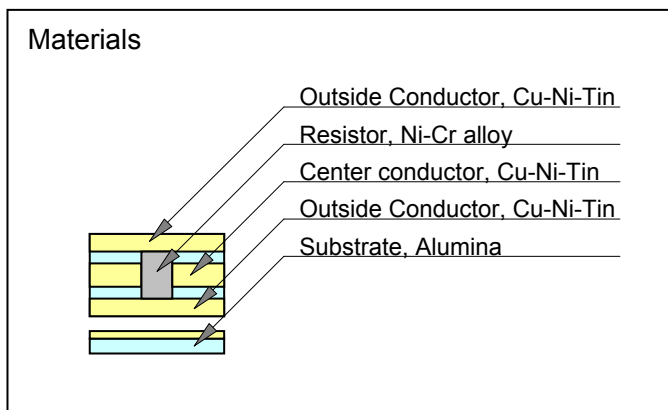 Materials
Outside Conductor, Cu-Ni-Tin
Resistor, Ni-Cr alloy
Center conductor, Cu-Ni-Tin
Outside Conductor, Cu-Ni-Tin
Substrate, Alumina